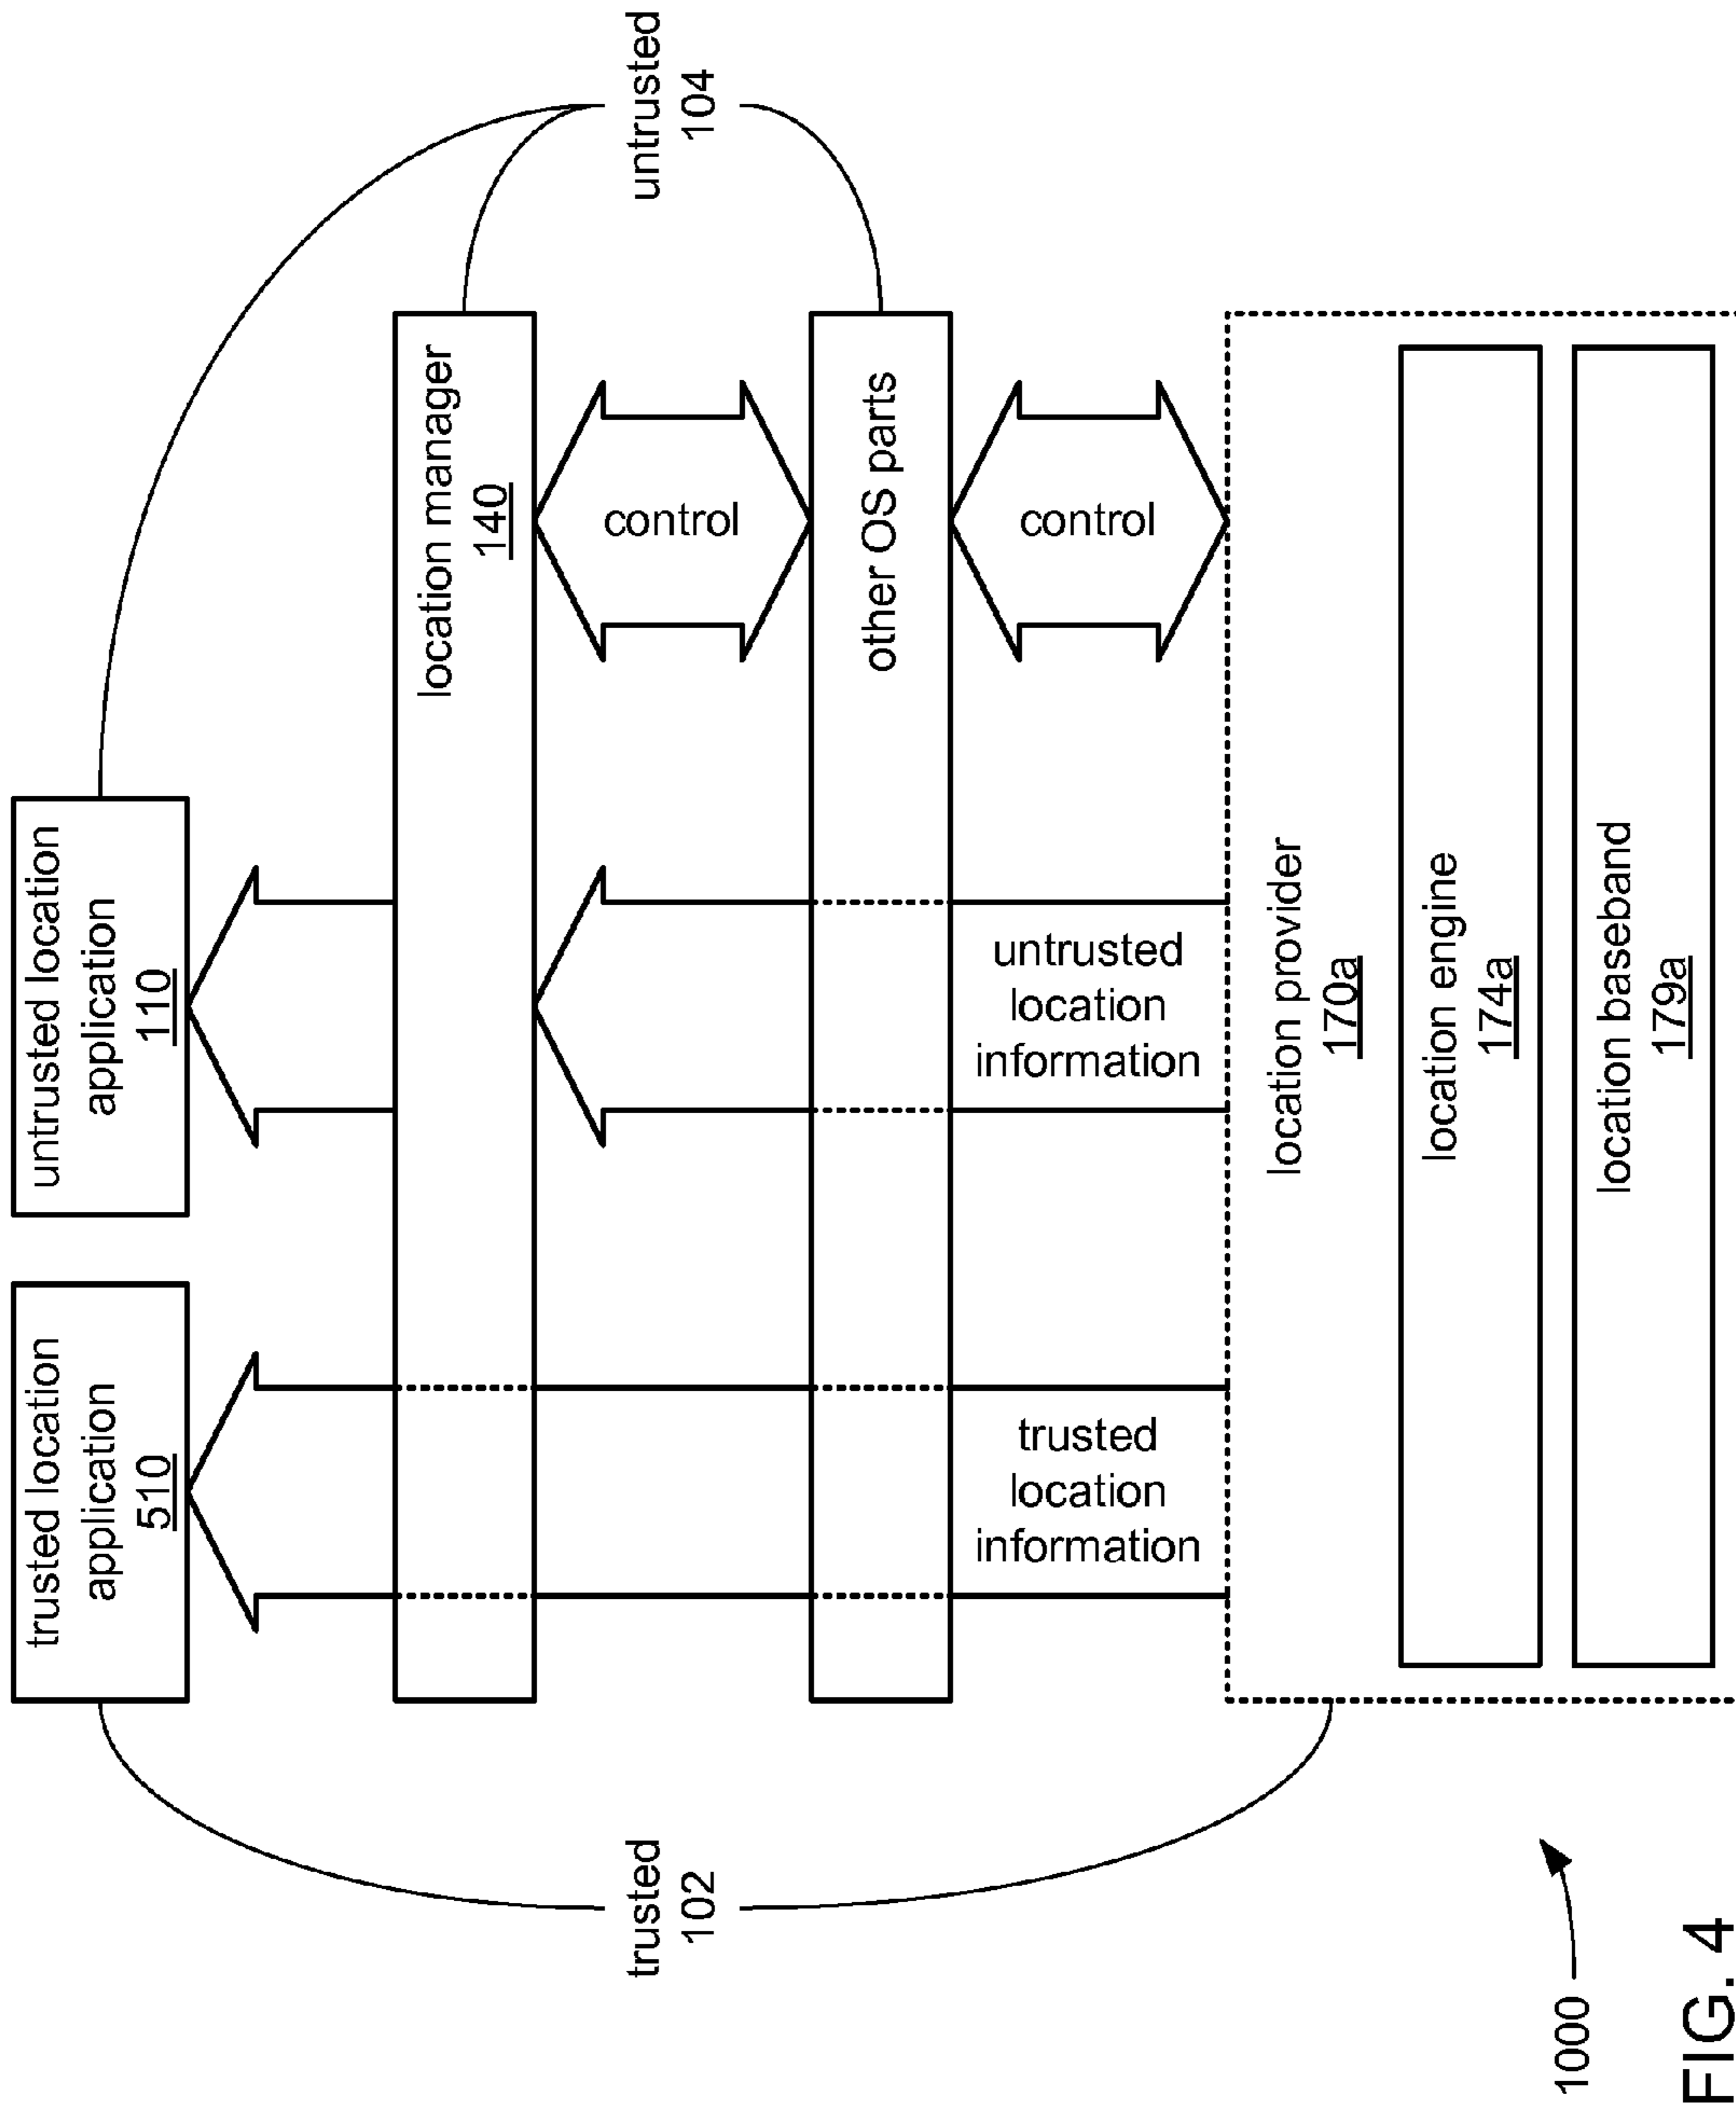 trusted location
application
510
untrusted location
application
110
location manager
140
control
other OS parts
control
untrusted
location
information
trusted
location
information
location provider
170a
location engine
174a
location baseband
179a
trusted
102
untrusted
104
1000
FIG. 4